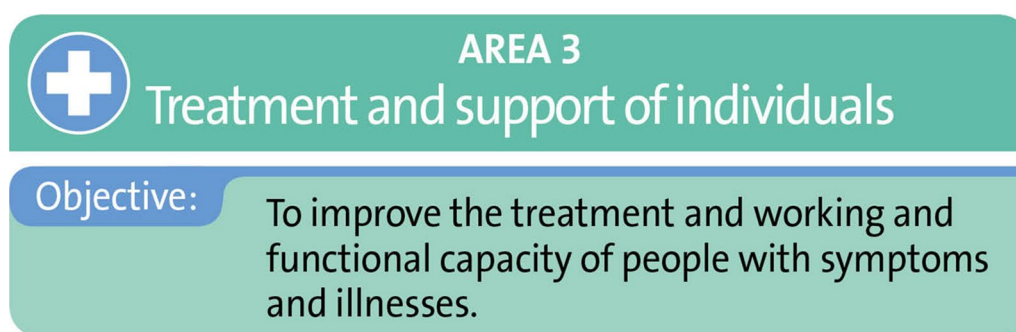 AREA 3
Treatment and support of individuals
Objective:
To improve the treatment and working and
functional capacity of people with symptoms
and illnesses.